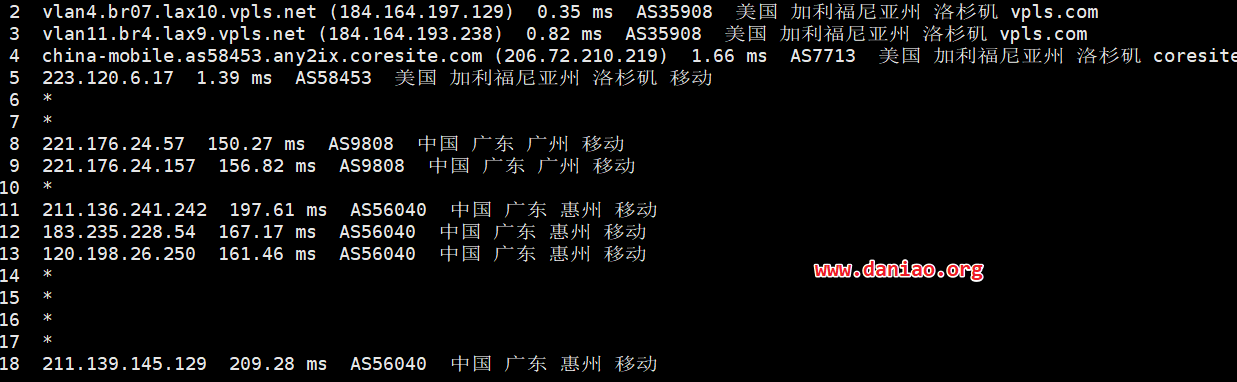 2 vlan4.br07.lax10.vpls.net (184.164.197.129) 0.35 ms AS35908 美国 加利福尼亚州 洛杉矶 vpls.com
3 vlan11.br4.lax9.vpls.net (184.164.193.238) 0.82 ms AS35908 美国 加利福尼亚州 洛杉矶 vpls.com
4 china-mobile.as58453.any2ix.coresite.com (206.72.210.219) 1.66 ms AS7713 美国 加利福尼亚州 洛杉矶 coresite
5 223.120.6.17 1.39 ms AS58453 美国 加利福尼亚州 洛杉矶 移动
6 *
7 *
8 221.176.24.57 150.27 ms AS9808 中国 广东 广州 移动
9 221.176.24.157 156.82 ms AS9808 中国 广东 广州 移动
10 *
11 211.136.241.242 197.61 ms AS56040 中国 广东 惠州 移动
12 183.235.228.54 167.17 ms AS56040 中国 广东 惠州 移动
13 120.198.26.250 161.46 ms AS56040 中国 广东 惠州 移动
www.daniao.org
14 *
15 *
16 *
17 *
18 211.139.145.129 209.28 ms AS56040 中国 广东 惠州 移动